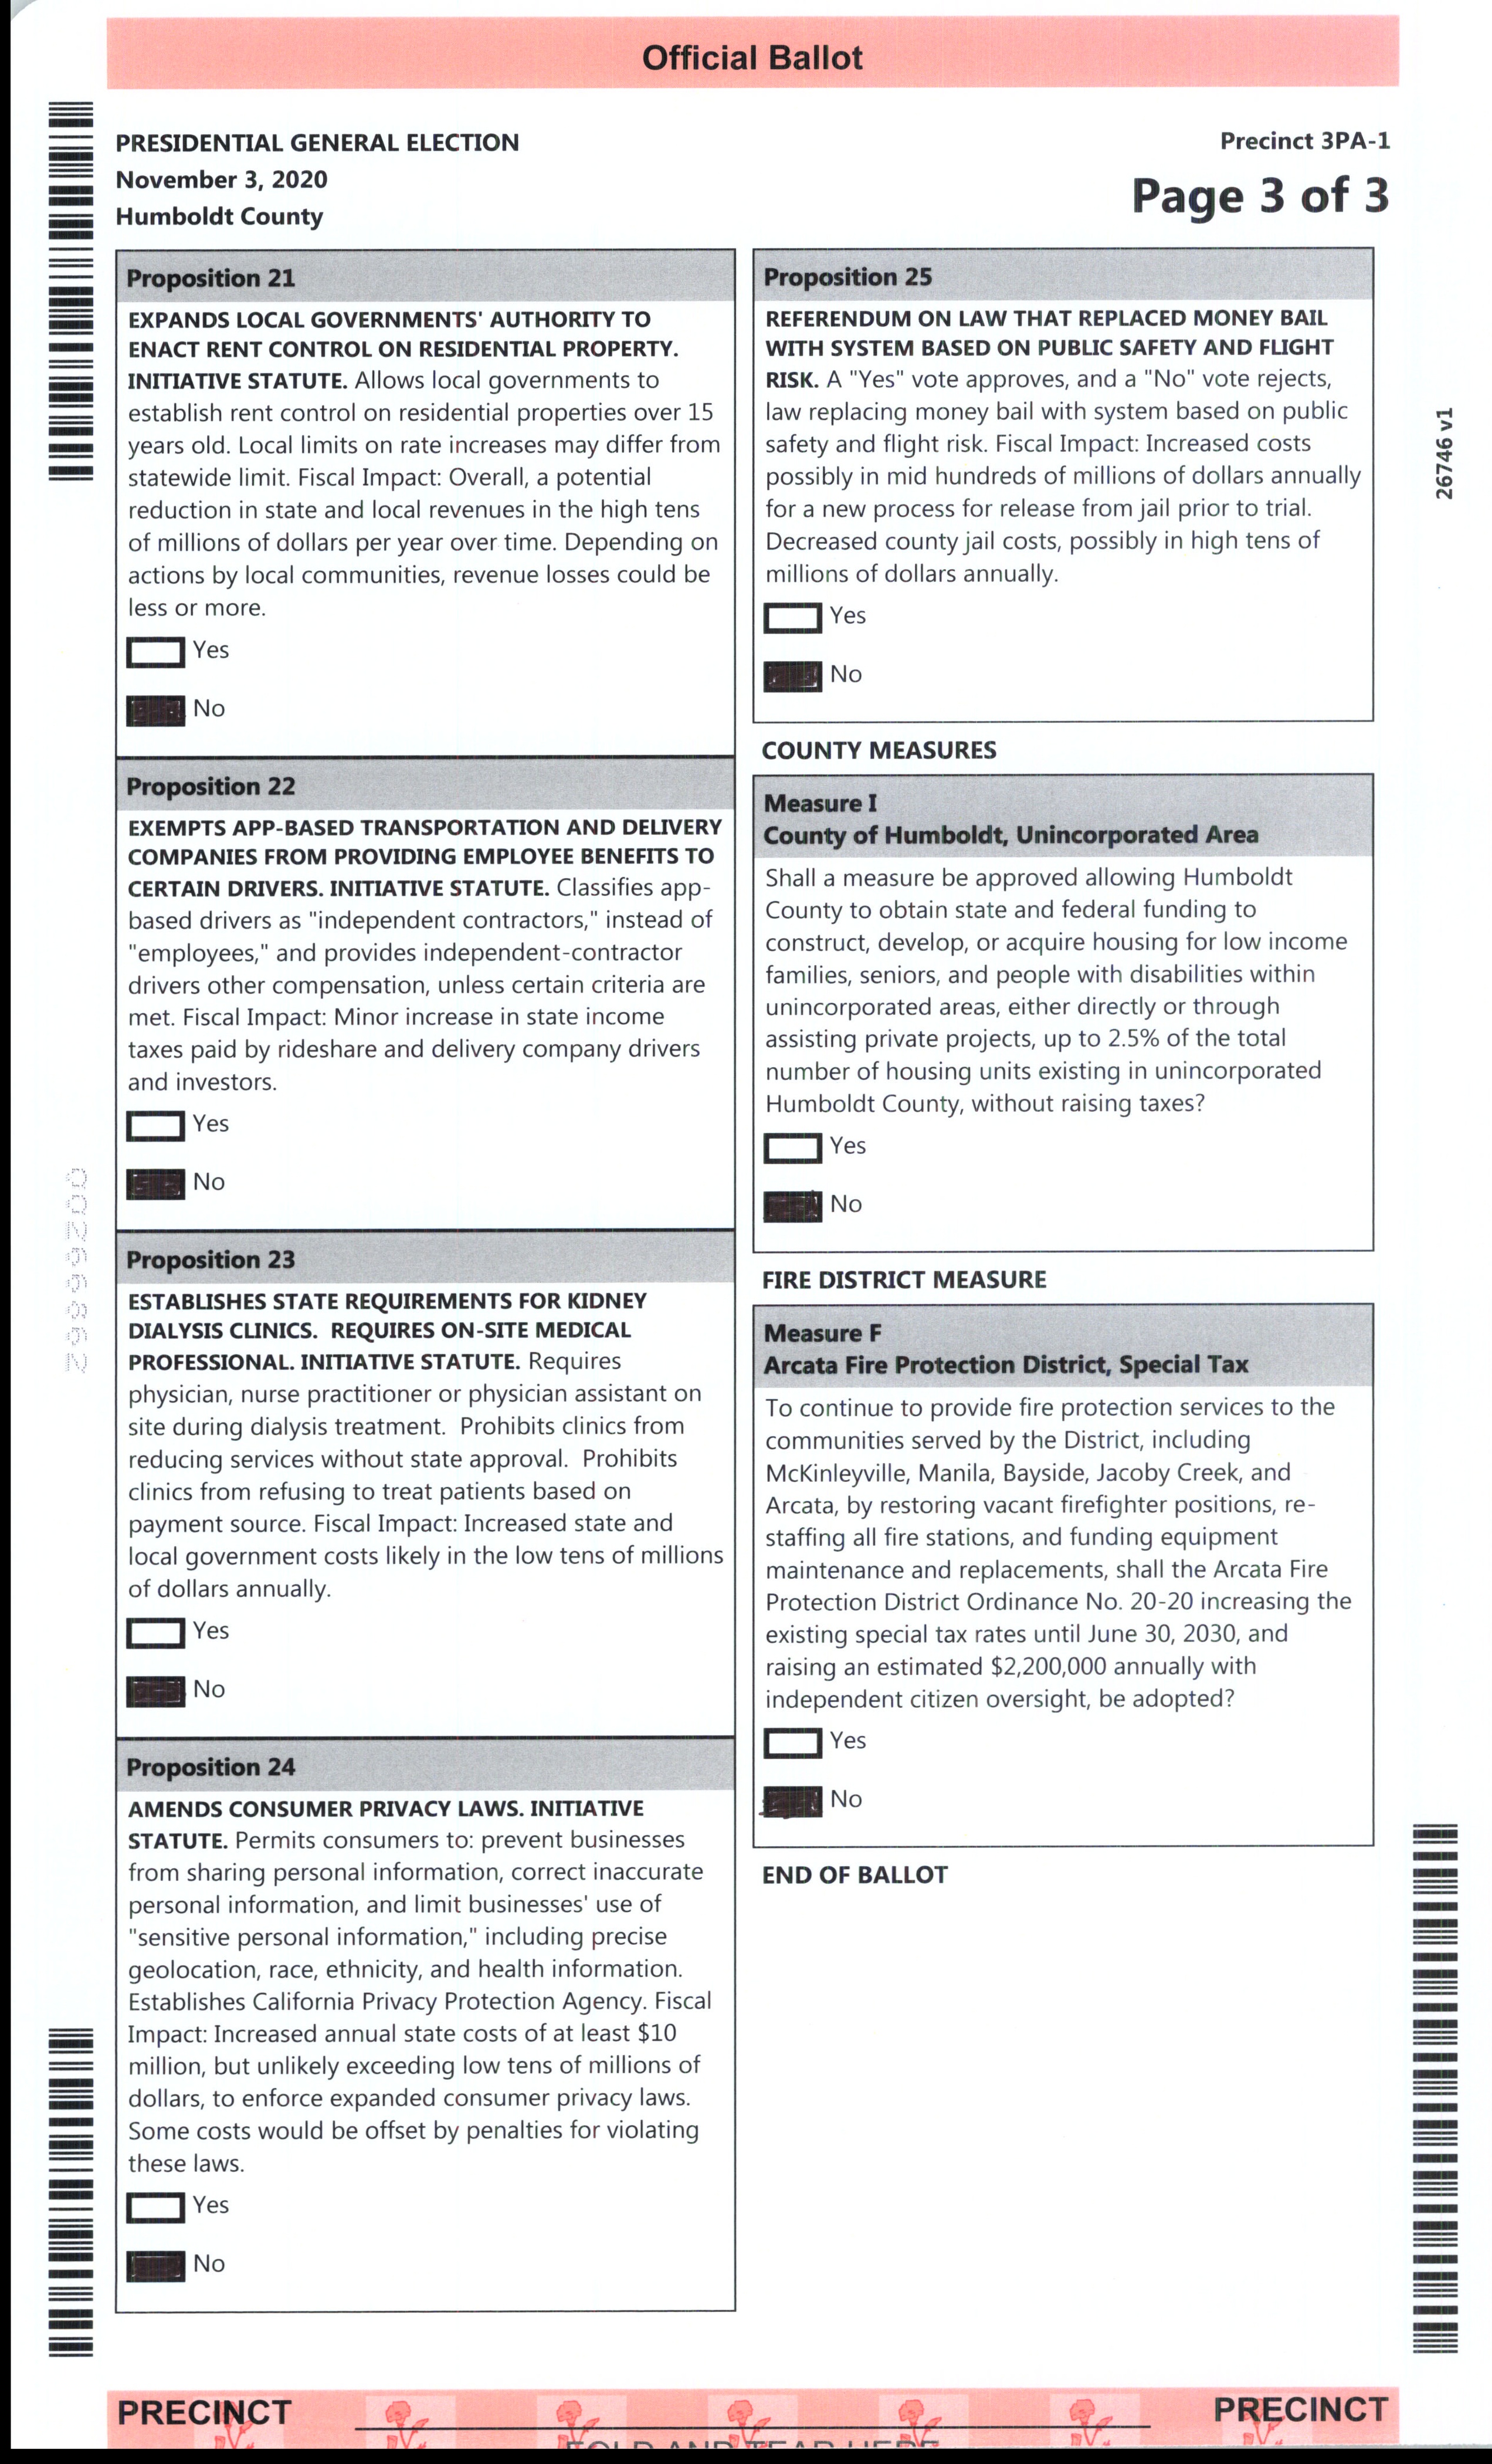 Official Ballot
PRESIDENTIAL GENERAL ELECTION
November 3, 2020
Humboldt County
Precinct 3PA-1
Page 3 of 3
Proposition 21
EXPANDS LOCAL GOVERNMENTS' AUTHORITY TO
ENACT RENT CONTROL ON RESIDENTIAL PROPERTY.
INITIATIVE STATUTE. Allows local governments to
establish rent control on residential properties over 15
years old. Local limits on rate increases may differ from
statewide limit. Fiscal Impact: Overall, a potential
reduction in state and local revenues in the high tens
of millions of dollars per year over time. Depending on
actions by local communities, revenue losses could be
less or more.
Yes
No
Proposition 22
EXEMPTS APP-BASED TRANSPORTATION AND DELIVERY
COMPANIES FROM PROVIDING EMPLOYEE BENEFITS TO
CERTAIN DRIVERS. INITIATIVE STATUTE. Classifies app-
based drivers as "independent contractors," instead of
"employees," and provides independent-contractor
drivers other compensation, unless certain criteria are
met. Fiscal Impact: Minor increase in state income
taxes paid by rideshare and delivery company drivers
and investors.
Yes
No
Proposition 23
ESTABLISHES STATE REQUIREMENTS FOR KIDNEY
DIALYSIS CLINICS.  REQUIRES ON-SITE MEDICAL
PROFESSIONAL. INITIATIVE STATUTE. Requires
physician, nurse practitioner or physician assistant on
site during dialysis treatment.  Prohibits clinics from
reducing services without state approval.  Prohibits
clinics from refusing to treat patients based on
payment source. Fiscal Impact: Increased state and
local government costs likely in the low tens of millions
of dollars annually.
Yes
No
Proposition 24
AMENDS CONSUMER PRIVACY LAWS. INITIATIVE
STATUTE. Permits consumers to: prevent businesses
from sharing personal information, correct inaccurate
personal information, and limit businesses' use of
"sensitive personal information," including precise
geolocation, race, ethnicity, and health information.
Establishes California Privacy Protection Agency. Fiscal
Impact: Increased annual state costs of at least $10
million, but unlikely exceeding low tens of millions of
dollars, to enforce expanded consumer privacy laws.
Some costs would be offset by penalties for violating
these laws.
Yes
No
Proposition 25
REFERENDUM ON LAW THAT REPLACED MONEY BAIL
WITH SYSTEM BASED ON PUBLIC SAFETY AND FLIGHT
RISK. A "Yes" vote approves, and a "No" vote rejects,
law replacing money bail with system based on public
safety and flight risk. Fiscal Impact: Increased costs
possibly in mid hundreds of millions of dollars annually
for a new process for release from jail prior to trial.
Decreased county jail costs, possibly in high tens of
millions of dollars annually.
Yes
No
COUNTY MEASURES
Measure I
County of Humboldt, Unincorporated Area
Shall a measure be approved allowing Humboldt
County to obtain state and federal funding to
construct, develop, or acquire housing for low income
families, seniors, and people with disabilities within
unincorporated areas, either directly or through
assisting private projects, up to 2.5% of the total
number of housing units existing in unincorporated
Humboldt County, without raising taxes?
Yes
No
FIRE DISTRICT MEASURE
Measure F
Arcata Fire Protection District, Special Tax
To continue to provide fire protection services to the
communities served by the District, including
McKinleyville, Manila, Bayside, Jacoby Creek, and
Arcata, by restoring vacant firefighter positions, re-
staffing all fire stations, and funding equipment
maintenance and replacements, shall the Arcata Fire
Protection District Ordinance No. 20-20 increasing the
existing special tax rates until June 30, 2030, and
raising an estimated $2,200,000 annually with
independent citizen oversight, be adopted?
Yes
No
END OF BALLOT
26746 v1
PRECINCT
PRECINCT
FOLD AND TEAR HERE